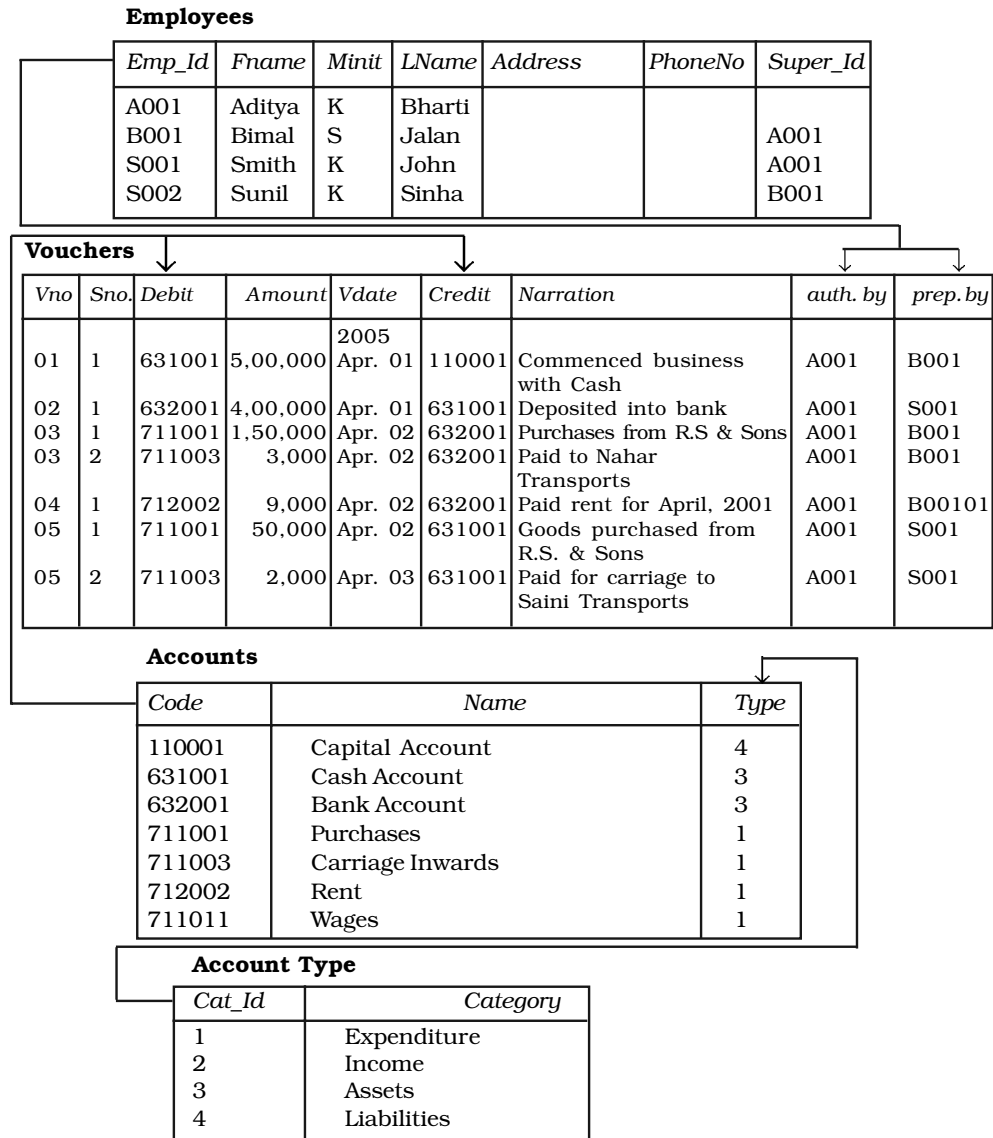 Employees
Emp_Id Fname Minit LName Address PhoneNo Super_Id
A001 Aditya K Bharti
B001 Bimal S Jalan A001
S001 Smith K John A001
S002 Sunil K Sinha B001
Vouchers
Vno Sno. Debit Amount Vdate Credit Narration auth. by prep. by
2005
01 1 631001 5,00,000 Apr. 01 110001 Commenced business A001 B001
with Cash
02 1 632001 4,00,000 Apr. 01 631001 Deposited into bank A001 S001
03 1 711001 1,50,000 Apr. 02 632001 Purchases from R.S & Sons A001 B001
03 2 711003 3,000 Apr. 02 632001 Paid to Nahar A001 B001
Transports
04 1 712002 9,000 Apr. 02 632001 Paid rent for April, 2001 A001 B00101
05 1 711001 50,000 Apr. 02 631001 Goods purchased from A001 S001
R.S. & Sons
05 2 711003 2,000 Apr. 03 631001 Paid for carriage to A001 S001
Saini Transports
Accounts
Code Name Type
110001 Capital Account 4
631001 Cash Account 3
632001 Bank Account 3
711001 Purchases 1
711003 Carriage Inwards 1
712002 Rent 1
711011 Wages 1
Account Type
Cat_Id Category
1 Expenditure
2 Income
3 Assets
4 Liabilities